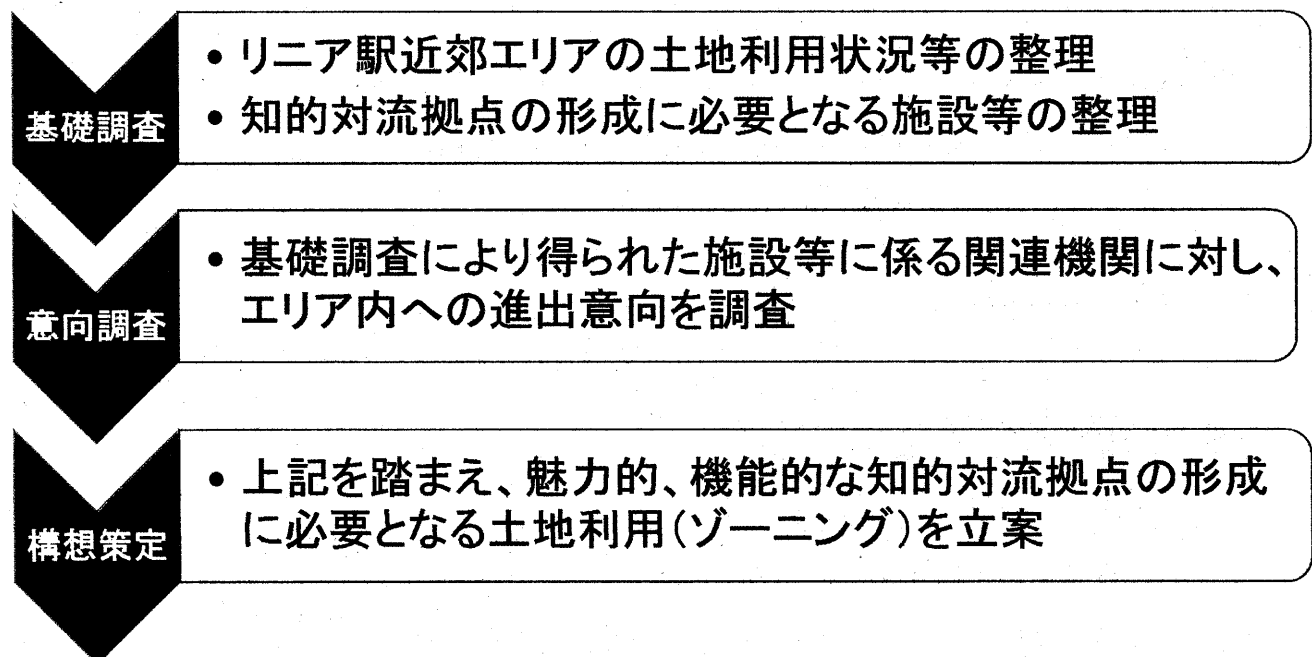 基礎調査
• リニア駅近郊エリアの土地利用状況等の整理
• 知的対流拠点の形成に必要となる施設等の整理
意向調査
• 基礎調査により得られた施設等に係る関連機関に対し、
エリア内への進出意向を調査
構想策定
• 上記を踏まえ、魅力的、機能的な知的対流拠点の形成
に必要となる土地利用(ゾーニング)を立案